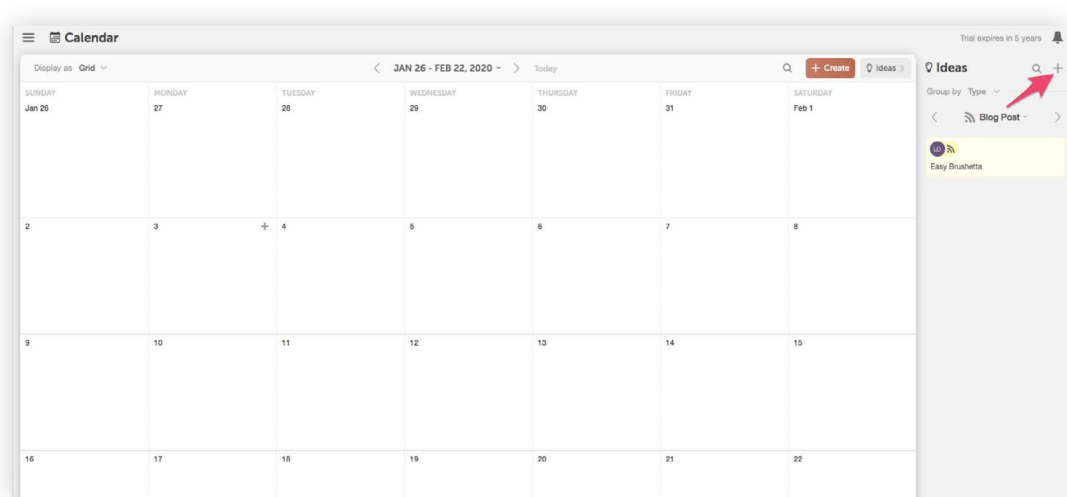 Calendar
Trial expires in 5 years
Display as Grid
JAN 26 - FEB 22, 2020
Today
+ Create
Ideas
Ideas
Group by Type
Blog Post
LD
Easy Brushetta
SUNDAY MONDAY TUESDAY WEDNESDAY THURSDAY FRIDAY SATURDAY
Jan 26 27 28 29 30 31 Feb 1
2 3 + 4 5 6 7 8
9 10 11 12 13 14 15
16 17 18 19 20 21 22